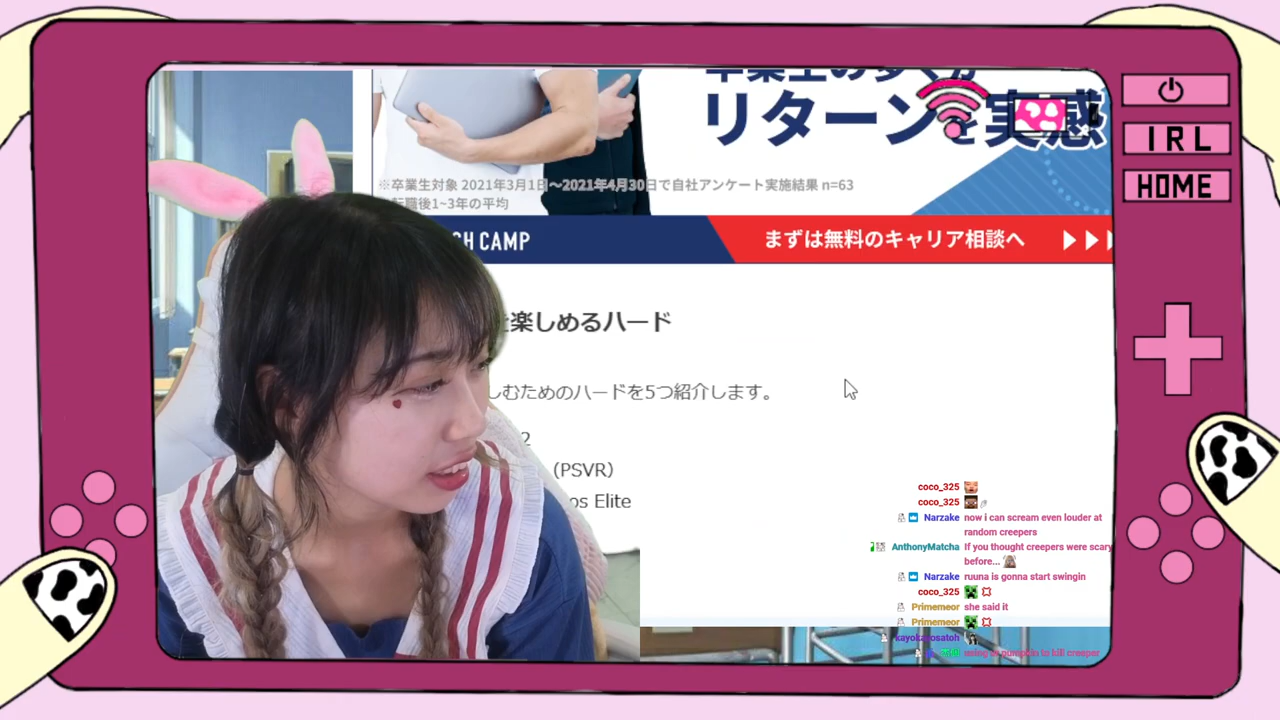 リターンを実感
※卒業生対象 2021年3月1日〜2021年4月30日で自社アンケート実施結果 n=63
転職後1~3年の平均
CH CAMP
まずは無料のキャリア相談へ
を楽しめるハード
しむためのハードを5つ紹介します。
2
（PSVR）
os Elite
IRL
HOME
coco_325
coco_325
Narzake now i can scream even louder at
random creepers
AnthonyMatcha If you thought creepers were scary
before...
Narzake ruuna is gonna start swingin
coco_325
Primemeor she said it
Primemeor
using a pumpkin to kill creeper